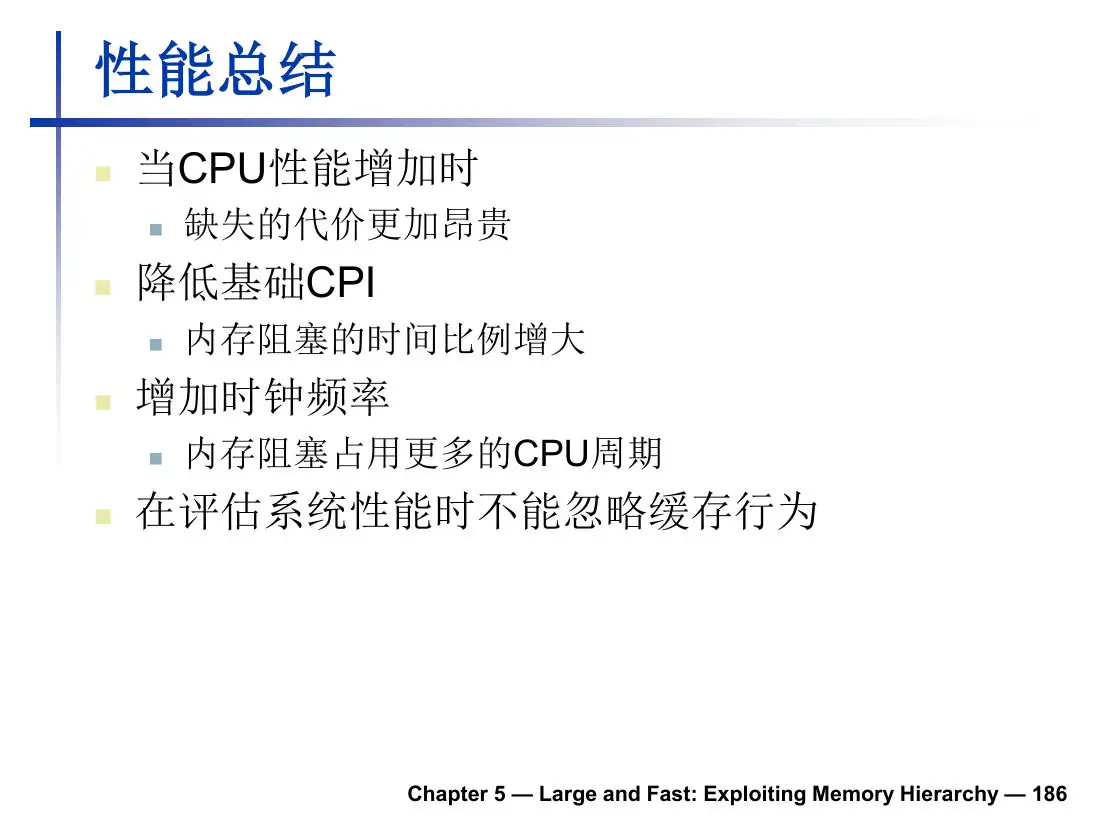 性能总结
当CPU性能增加时
缺失的代价更加昂贵
降低基础CPI
内存阻塞的时间比例增大
增加时钟频率
内存阻塞占用更多的CPU周期
在评估系统性能时不能忽略缓存行为
Chapter 5 — Large and Fast: Exploiting Memory Hierarchy — 186